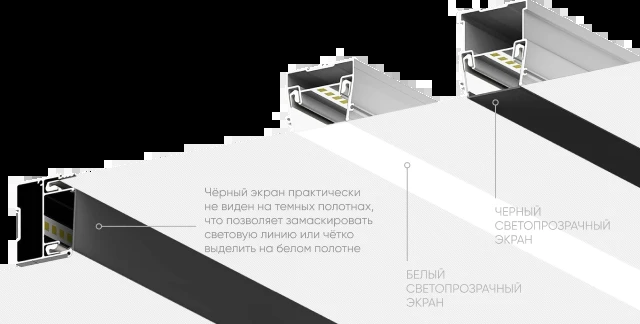 Чёрный экран практически
не виден на темных полотнах,
что позволяет замаскировать
световую линию или чётко
выделить на белом полотне
БЕЛЫЙ
СВЕТОПРОЗРАЧНЫЙ
ЭКРАН
ЧЕРНЫЙ
СВЕТОПРОЗРАЧНЫЙ
ЭКРАН